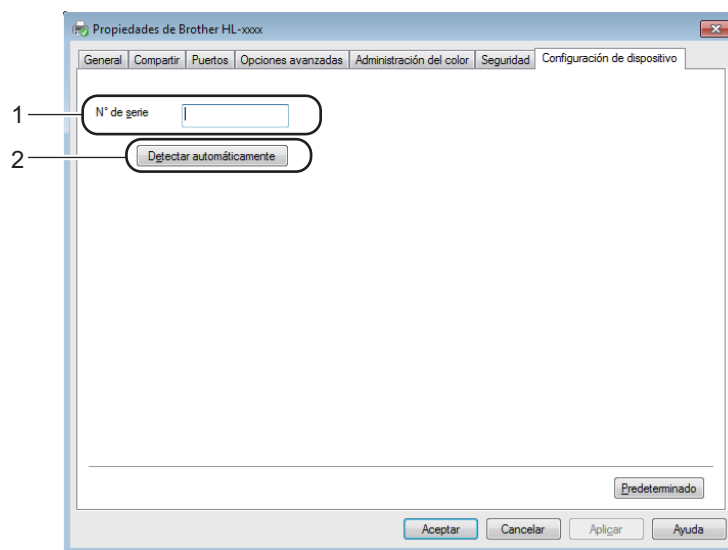 Propiedades de Brother HL-xxxx
General Compartir Puertos Opciones avanzadas Administración del color Seguridad Configuración de dispositivo
1 N° de serie
2 Detectar automáticamente
Predeterminado
Aceptar Cancelar Aplicar Ayuda